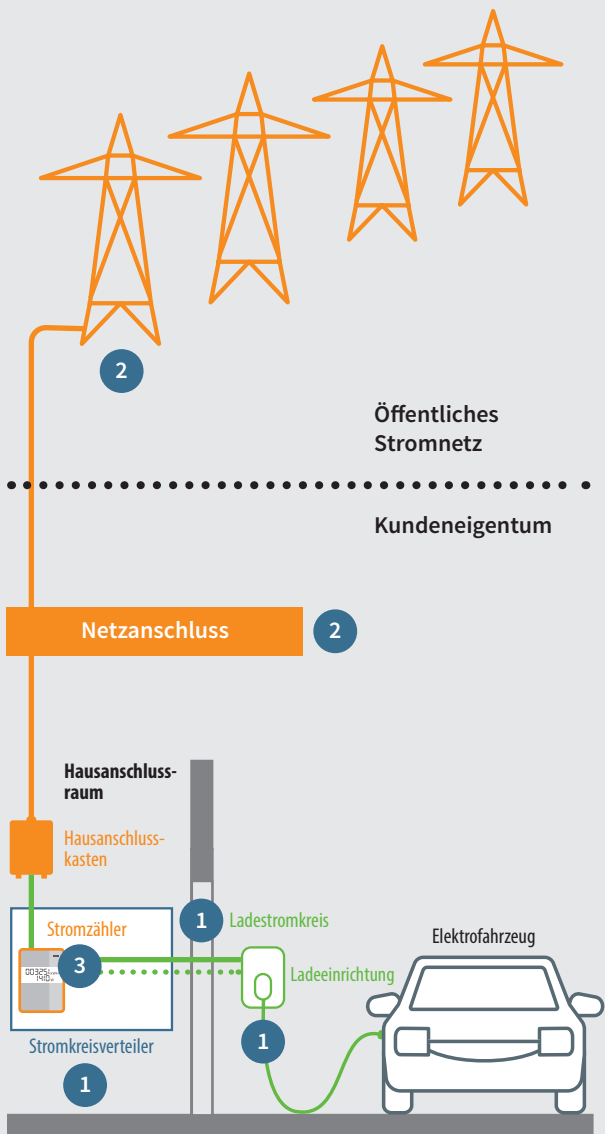 2
Öffentliches
Stromnetz
Kundeneigentum
Netzanschluss
2
Hausanschluss-
raum
Hausanschluss-
kasten
Stromzähler
1
Ladestromkreis
Elektrofahrzeug
3
Ladeeinrichtung
Stromkreisverteiler
1
1